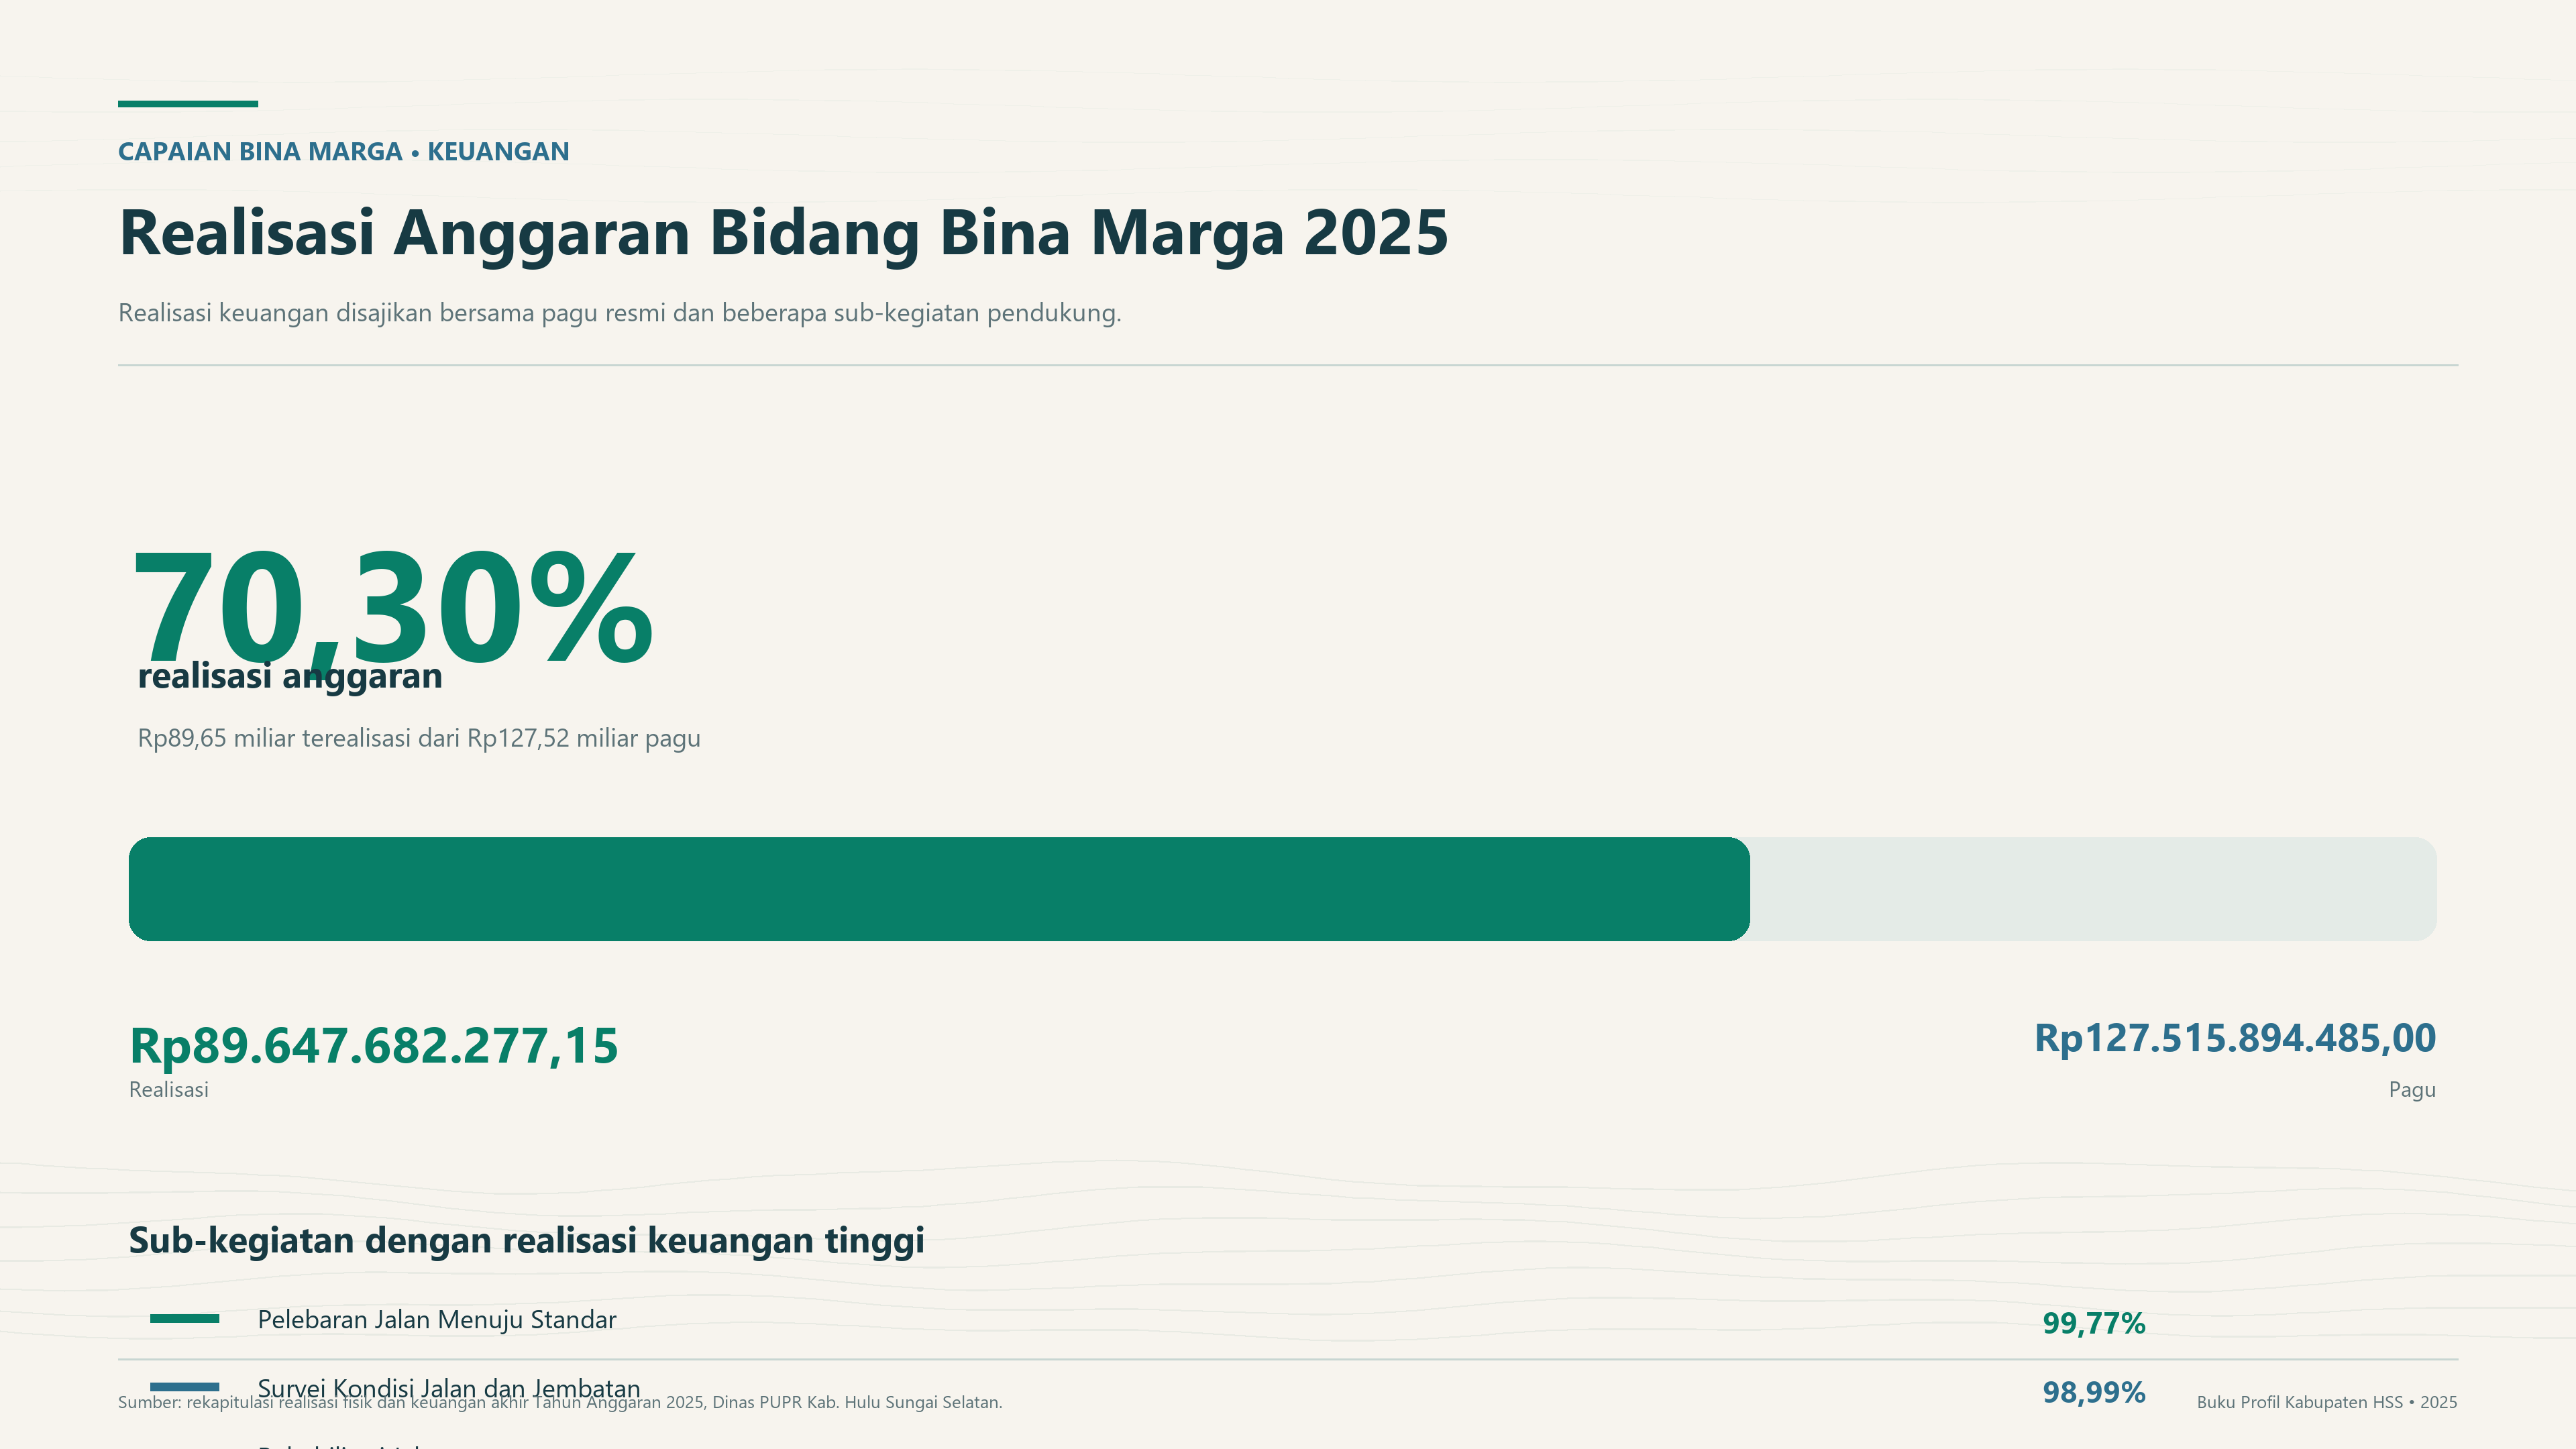 CAPAIAN BINA MARGA • KEUANGAN
Realisasi Anggaran Bidang Bina Marga 2025
Realisasi keuangan disajikan bersama pagu resmi dan beberapa sub-kegiatan pendukung.
70,30%
realisasi anggaran
Rp89,65 miliar terealisasi dari Rp127,52 miliar pagu
Rp89.647.682.277,15
Realisasi
Rp127.515.894.485,00
Pagu
Sub-kegiatan dengan realisasi keuangan tinggi
Pelebaran Jalan Menuju Standar
99,77%
Survei Kondisi Jalan dan Jembatan
98,99%
Sumber: rekapitulasi realisasi fisik dan keuangan akhir Tahun Anggaran 2025, Dinas PUPR Kab. Hulu Sungai Selatan.
Buku Profil Kabupaten HSS • 2025